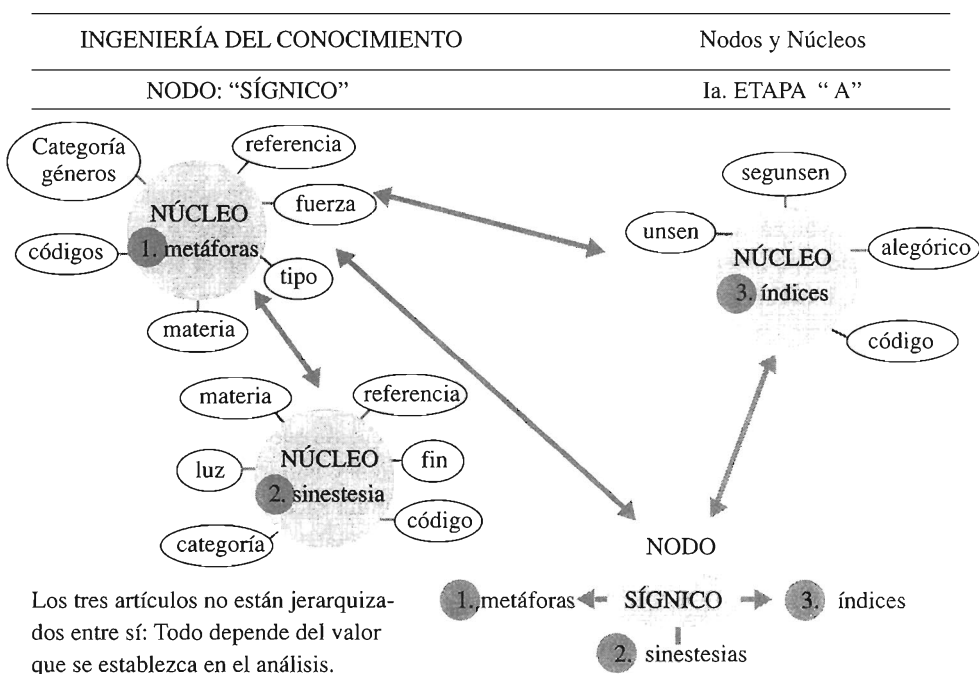 INGENIERÍA DEL CONOCIMIENTO
Nodos y Núcleos
NODO: “SÍGNICO”
Ia. ETAPA “ A”
Categoría
géneros
referencia
fuerza
NÚCLEO
1. metáforas
códigos
tipo
materia
segunsen
unsen
alegórico
NÚCLEO
3. índices
código
materia
referencia
luz
NÚCLEO
fin
2. sinestesia
código
categoría
NODO
1. metáforas
SÍGNICO
3. índices
2. sinestesias
Los tres artículos no están jerarquiza-
dos entre sí: Todo depende del valor
que se establezca en el análisis.